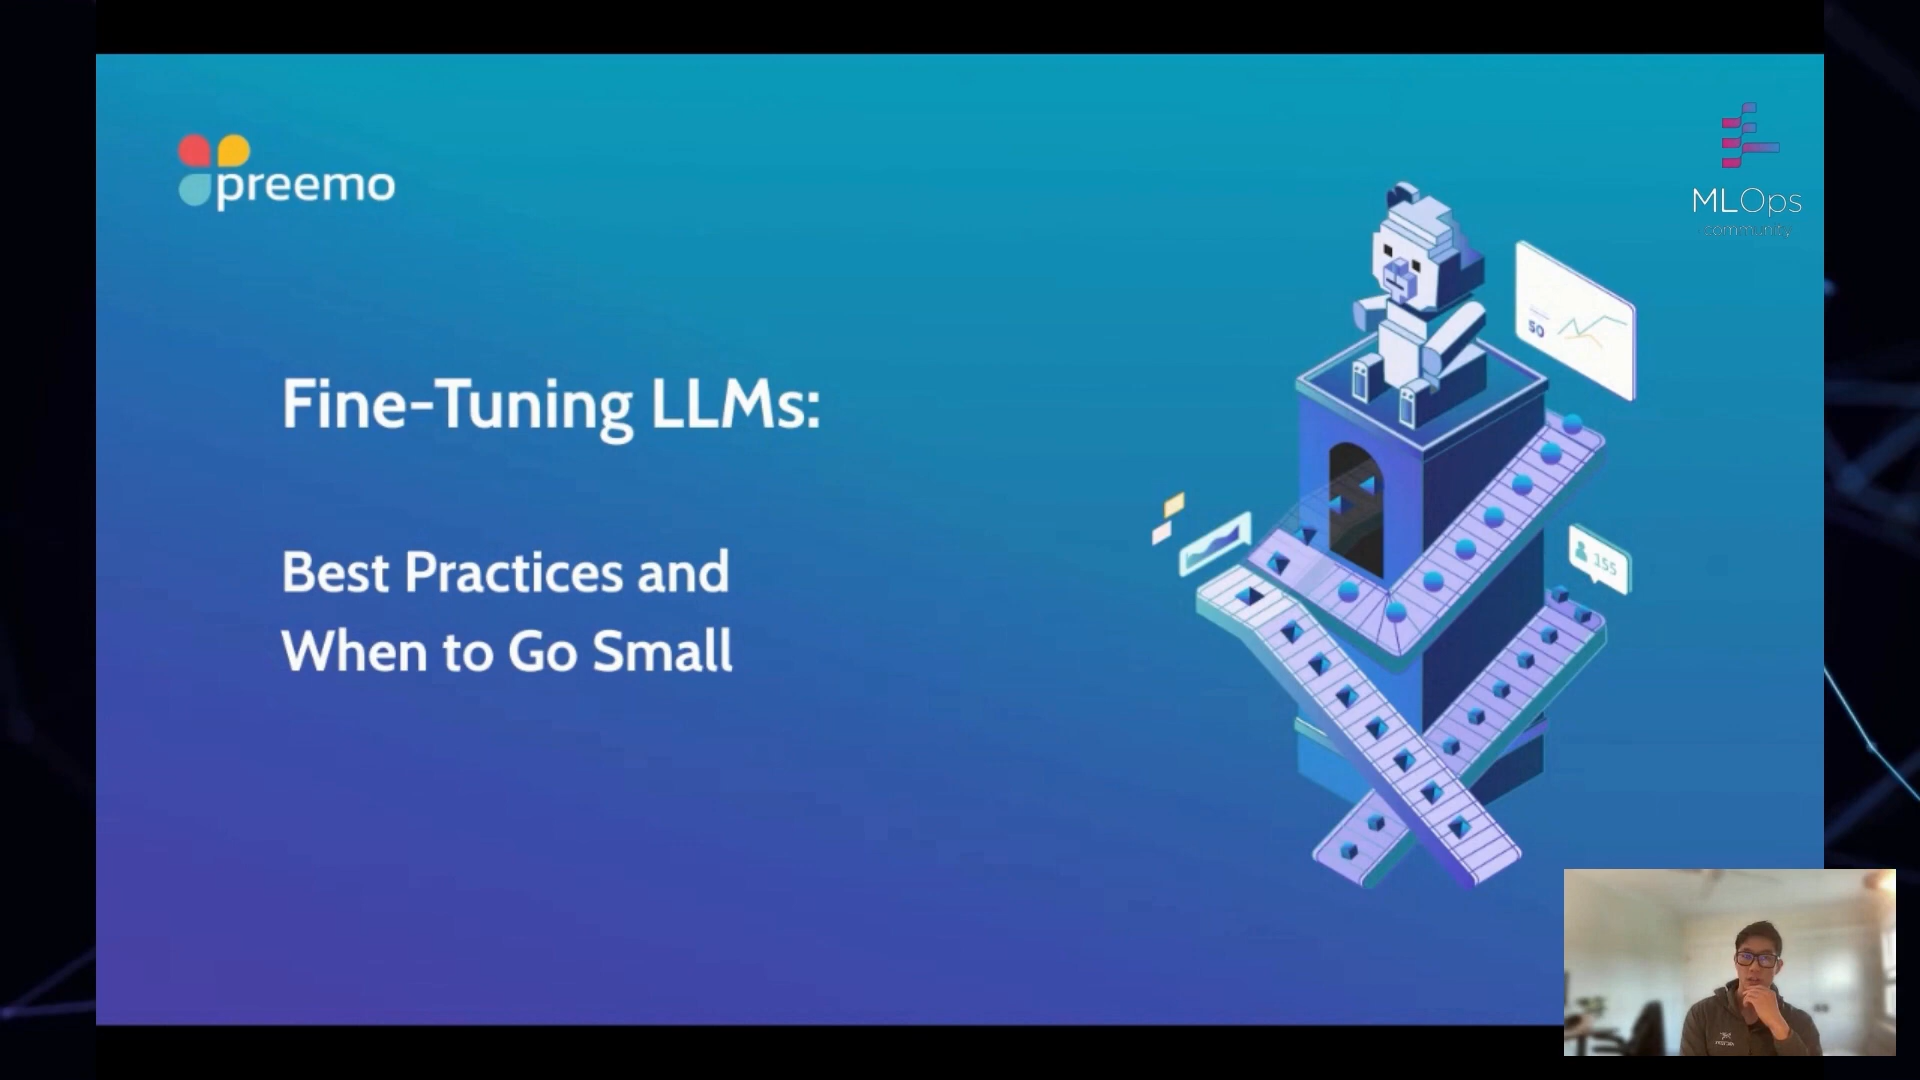 preemo
MLOps
community
Fine-Tuning LLMs:
Best Practices and
When to Go Small
50
155